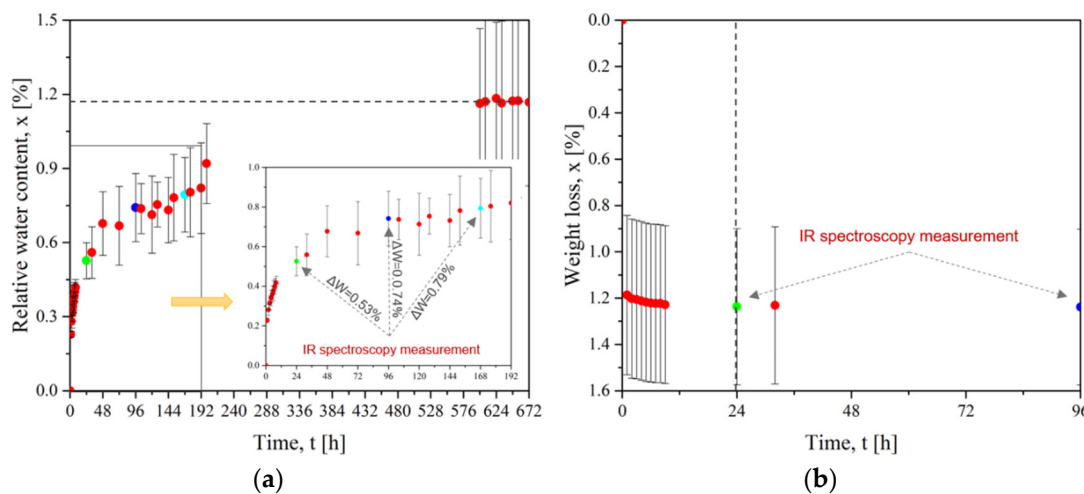 1.5
1.2
0.9
0.6
0.3
0.0
Relative water content, x [%]
0 48 96 144 192 240 288 336 384 432 480 528 576 624 672
Time, t [h]
1.0
0.8
0.6
0.4
0.2
0.0
0 24 48 72 96 120 144 168 192
ΔW=0.53%
ΔW=0.0.74%
ΔW=0.79%
IR spectroscopy measurement
(a)
0.0
0.2
0.4
0.6
0.8
1.0
1.2
1.4
1.6
Weight loss, x [%]
0 24 48 72 96
Time, t [h]
IR spectroscopy measurement
(b)